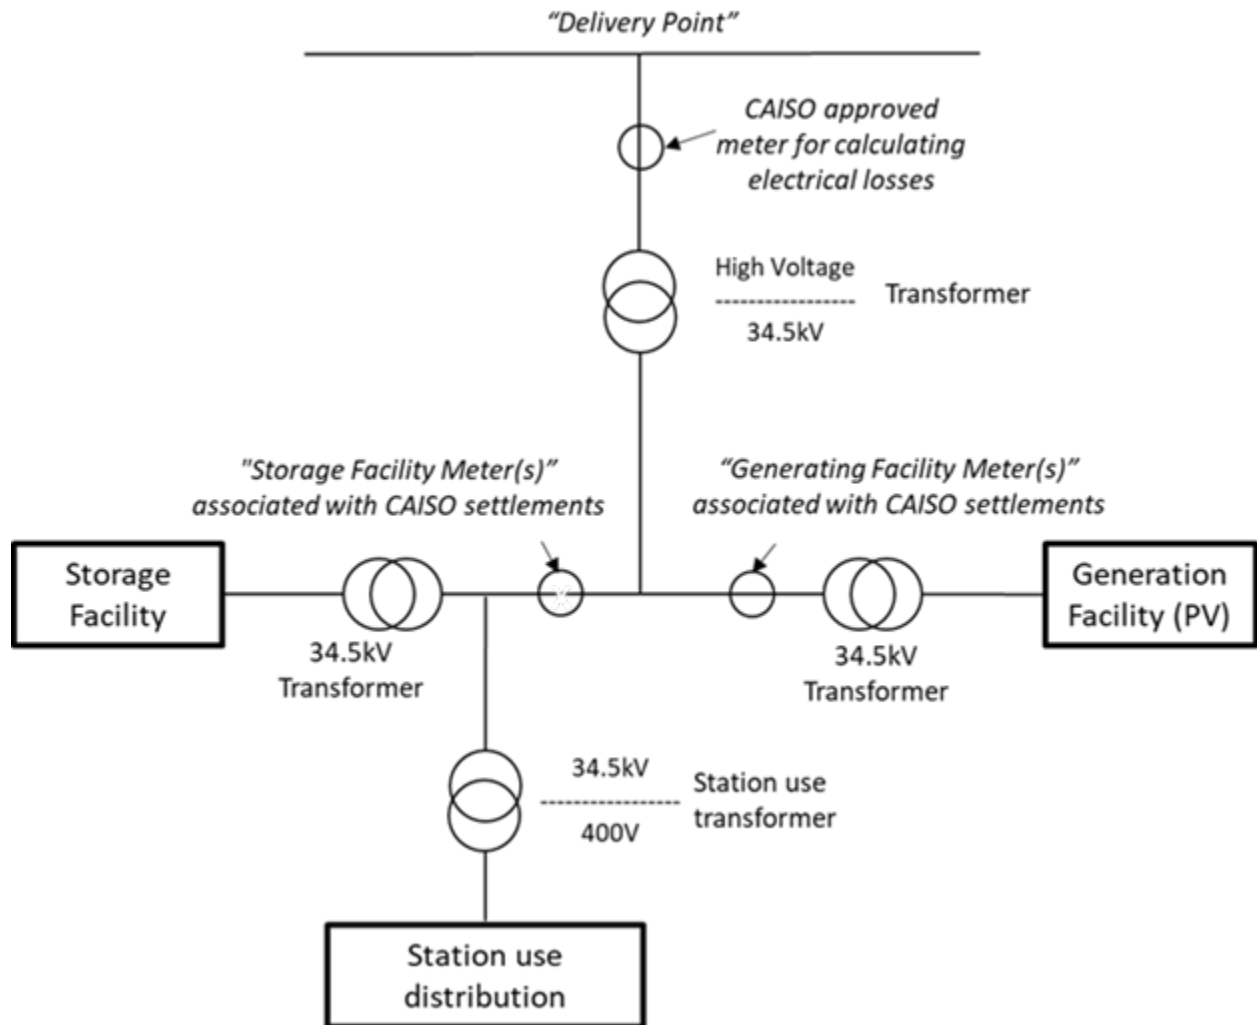 “Delivery Point”
CAISO approved
meter for calculating
electrical losses
High Voltage
-----------------
34.5kV
Transformer
"Storage Facility Meter(s)”
associated with CAISO settlements
“Generating Facility Meter(s)”
associated with CAISO settlements
Storage
Facility
34.5kV
Transformer
34.5kV
Transformer
Generation
Facility (PV)
34.5kV
-----------------
400V
Station use
transformer
Station use
distribution